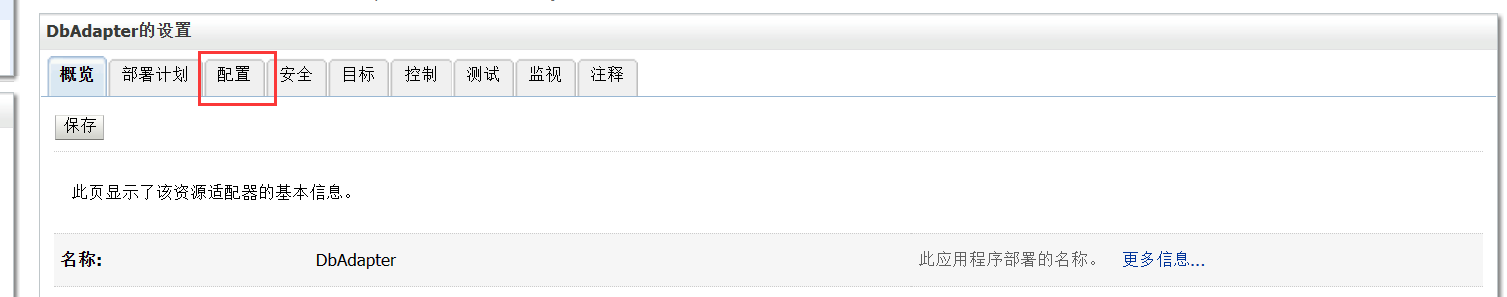 DbAdapter的设置
概览 部署计划 配置 安全 目标 控制 测试 监视 注释
保存
此页显示了该资源适配器的基本信息。
名称: DbAdapter 此应用程序部署的名称。 更多信息...